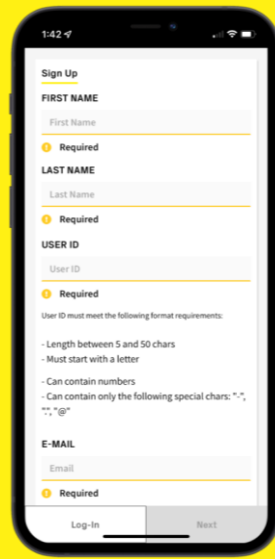 1:42
Sign Up
FIRST NAME
First Name
Required
LAST NAME
Last Name
Required
USER ID
User ID
Required
User ID must meet the following format requirements:
- Length between 5 and 50 chars
- Must start with a letter
- Can contain numbers
- Can contain only the following special chars: "-",
".", "@"
E-MAIL
Email
Required
Log-In
Next